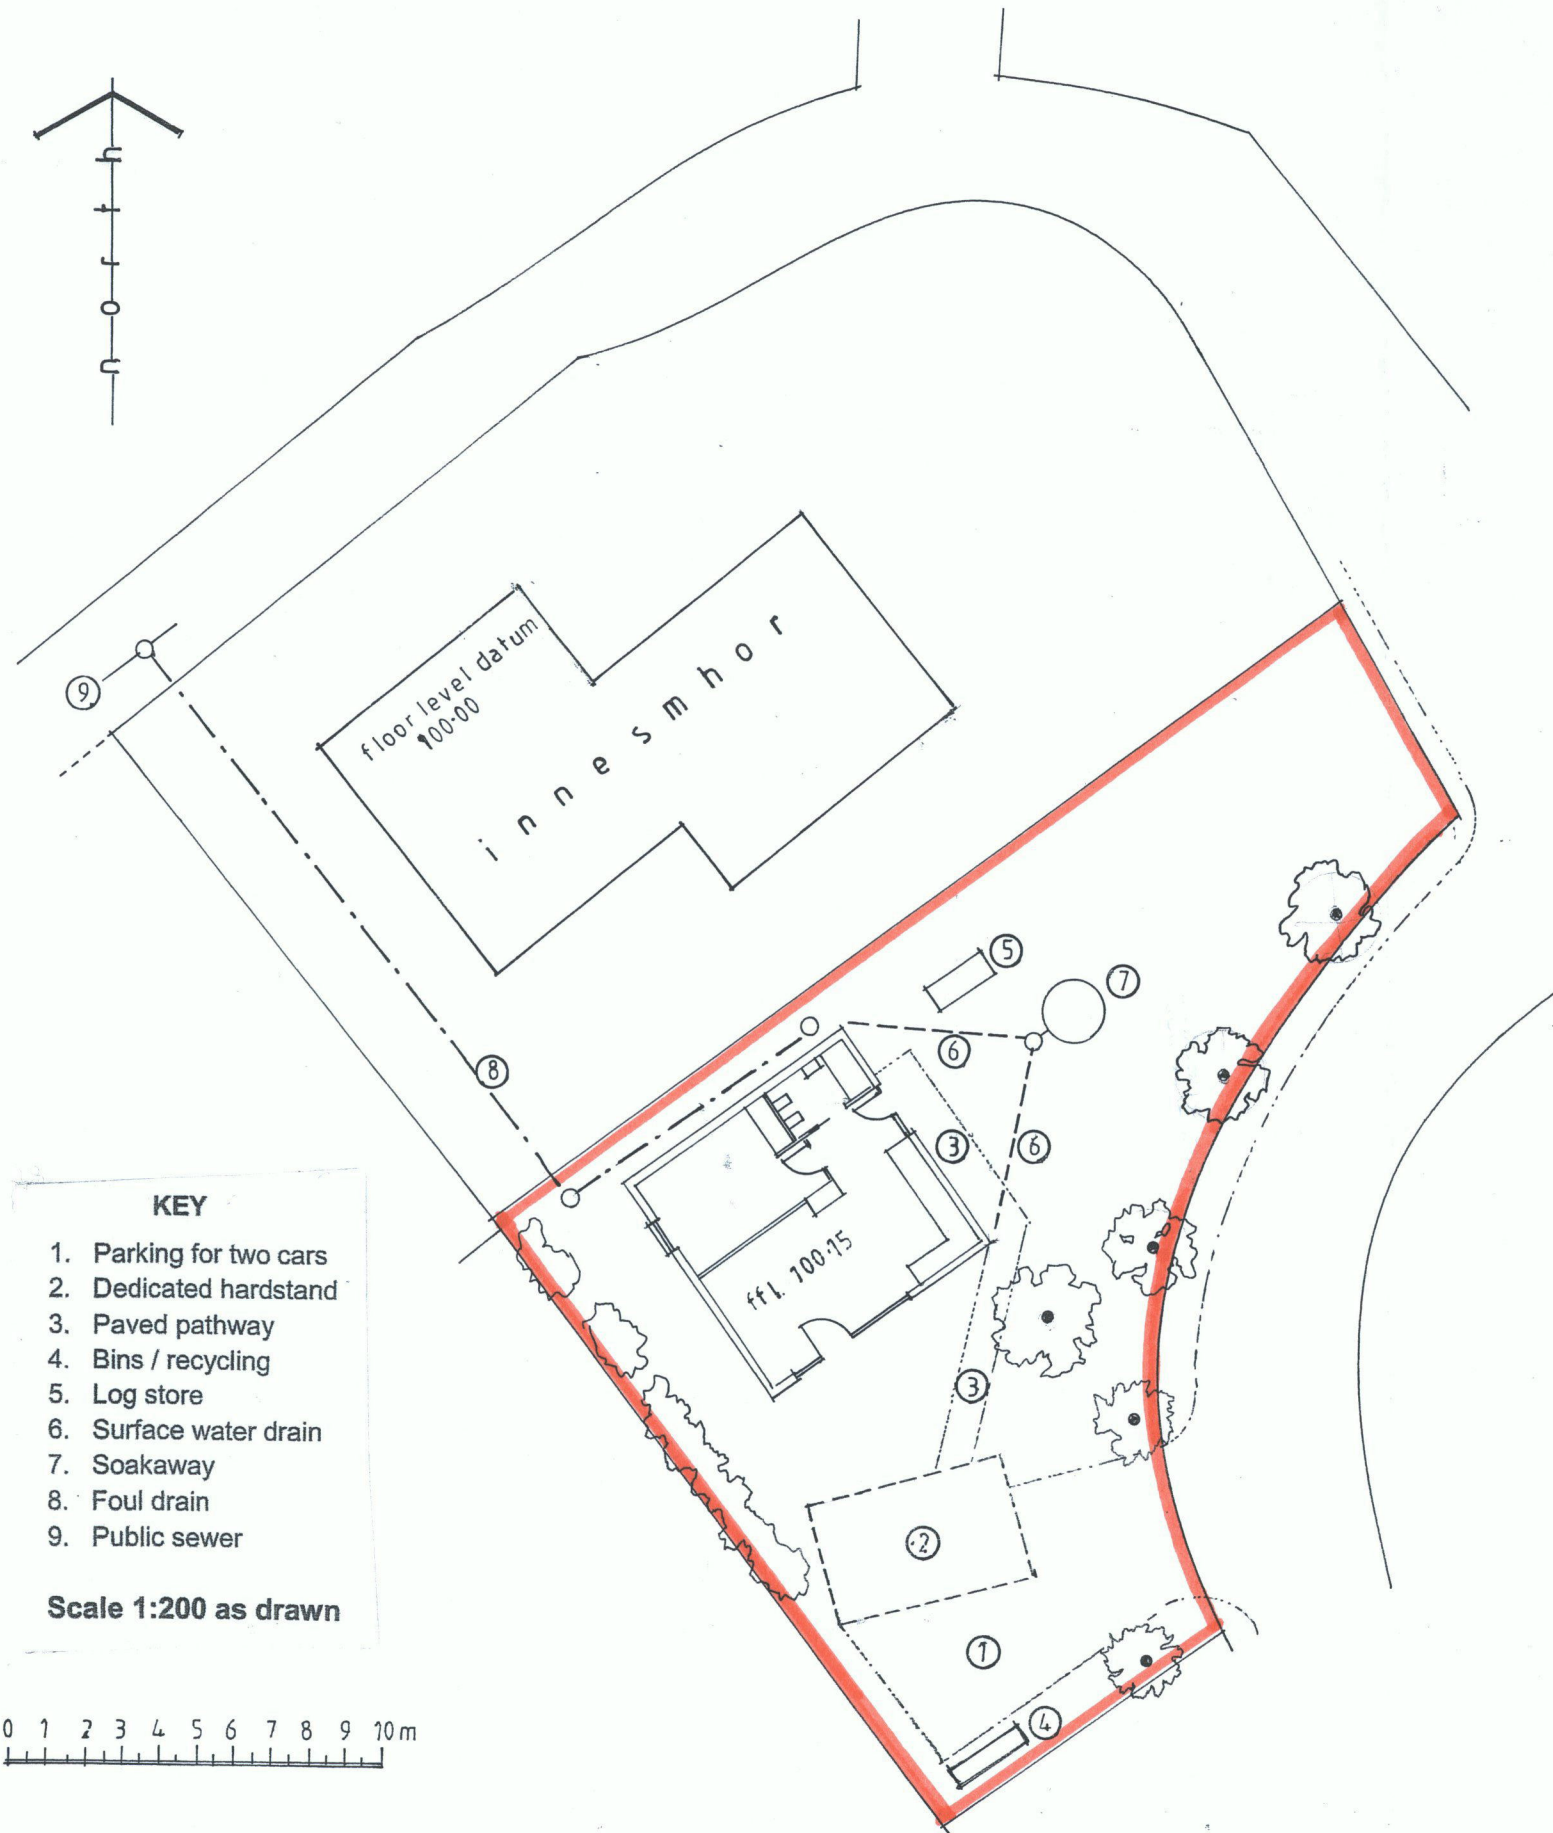 north
floor level datum
100·00
innesmhor
9
8
5
7
6
3
6
ffl. 100·15
3
2
1
4
KEY
1. Parking for two cars
2. Dedicated hardstand
3. Paved pathway
4. Bins / recycling
5. Log store
6. Surface water drain
7. Soakaway
8. Foul drain
9. Public sewer
Scale 1:200 as drawn
0 1 2 3 4 5 6 7 8 9 10m